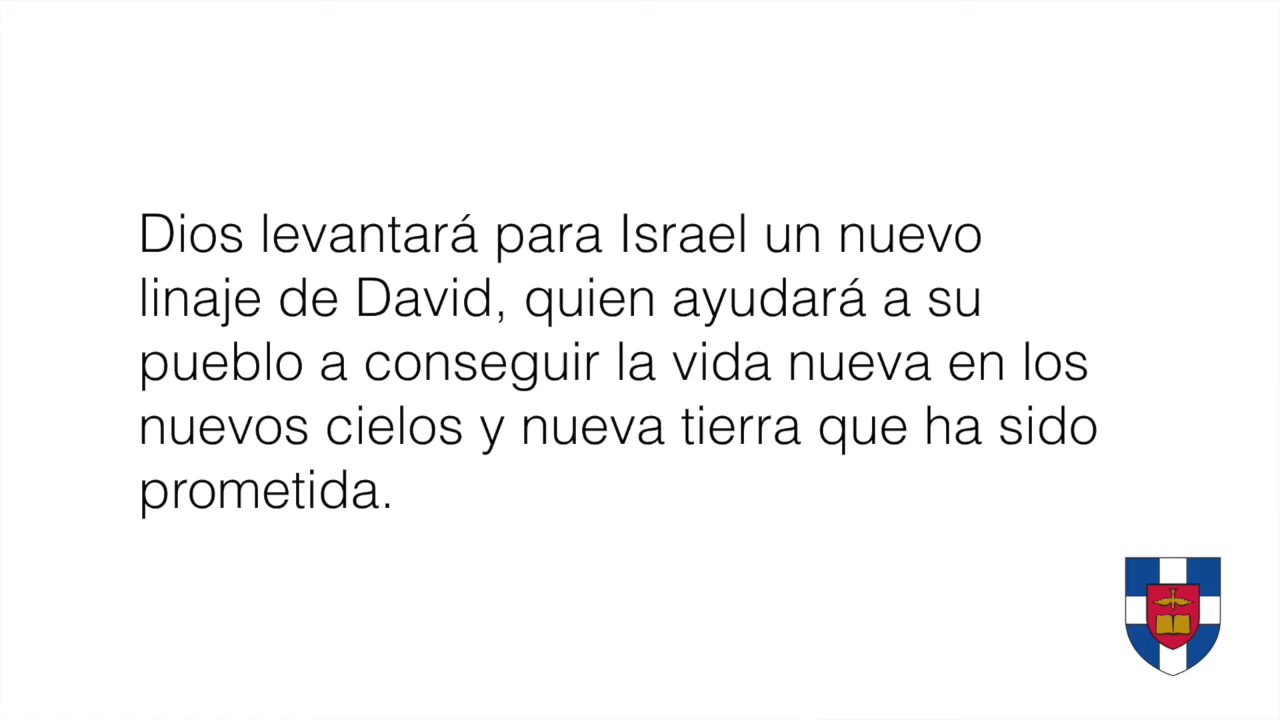 Dios levantará para Israel un nuevo
linaje de David, quien ayudará a su
pueblo a conseguir la vida nueva en los
nuevos cielos y nueva tierra que ha sido
prometida.